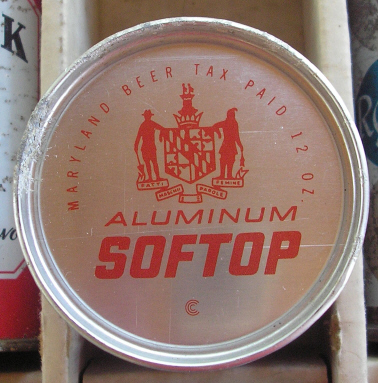 MARYLAND BEER TAX PAID 12 OZ.
FATTI MASCHII PAROLE FEMINE
ALUMINUM
SOFTOP
C
K